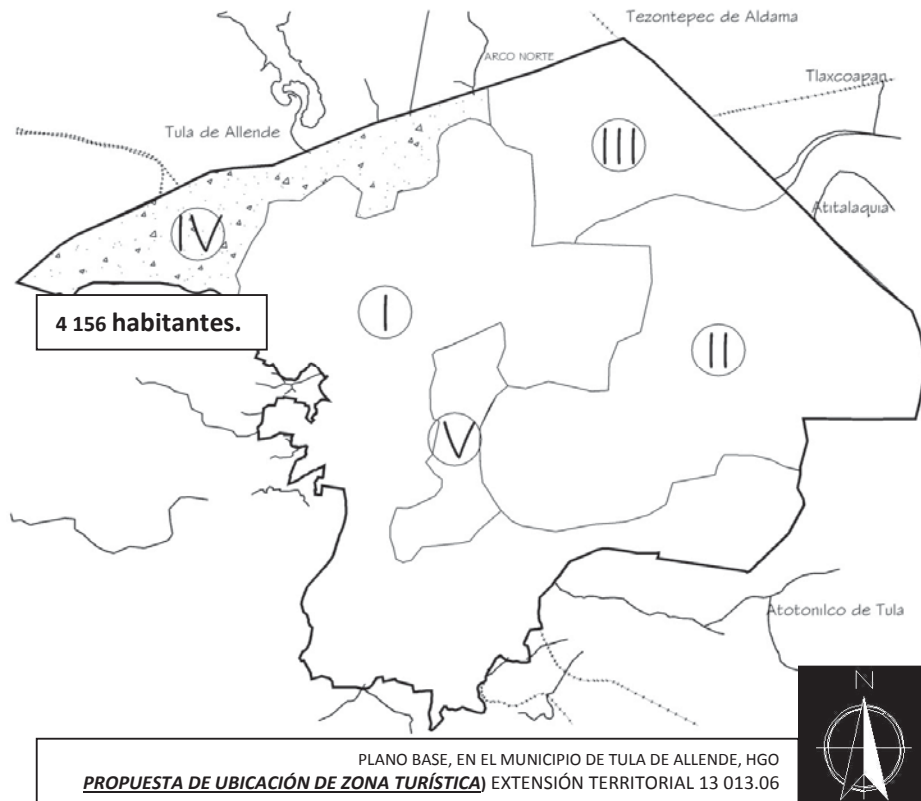 Tezontepec de Aldama
ARCO NORTE
Tlaxcoapan
Tula de Allende
III
Atitalaquia
IV
4 156 habitantes.
I
II
V
Atotonilco de Tula
N
PLANO BASE, EN EL MUNICIPIO DE TULA DE ALLENDE, HGO
PROPUESTA DE UBICACIÓN DE ZONA TURÍSTICA) EXTENSIÓN TERRITORIAL 13 013.06